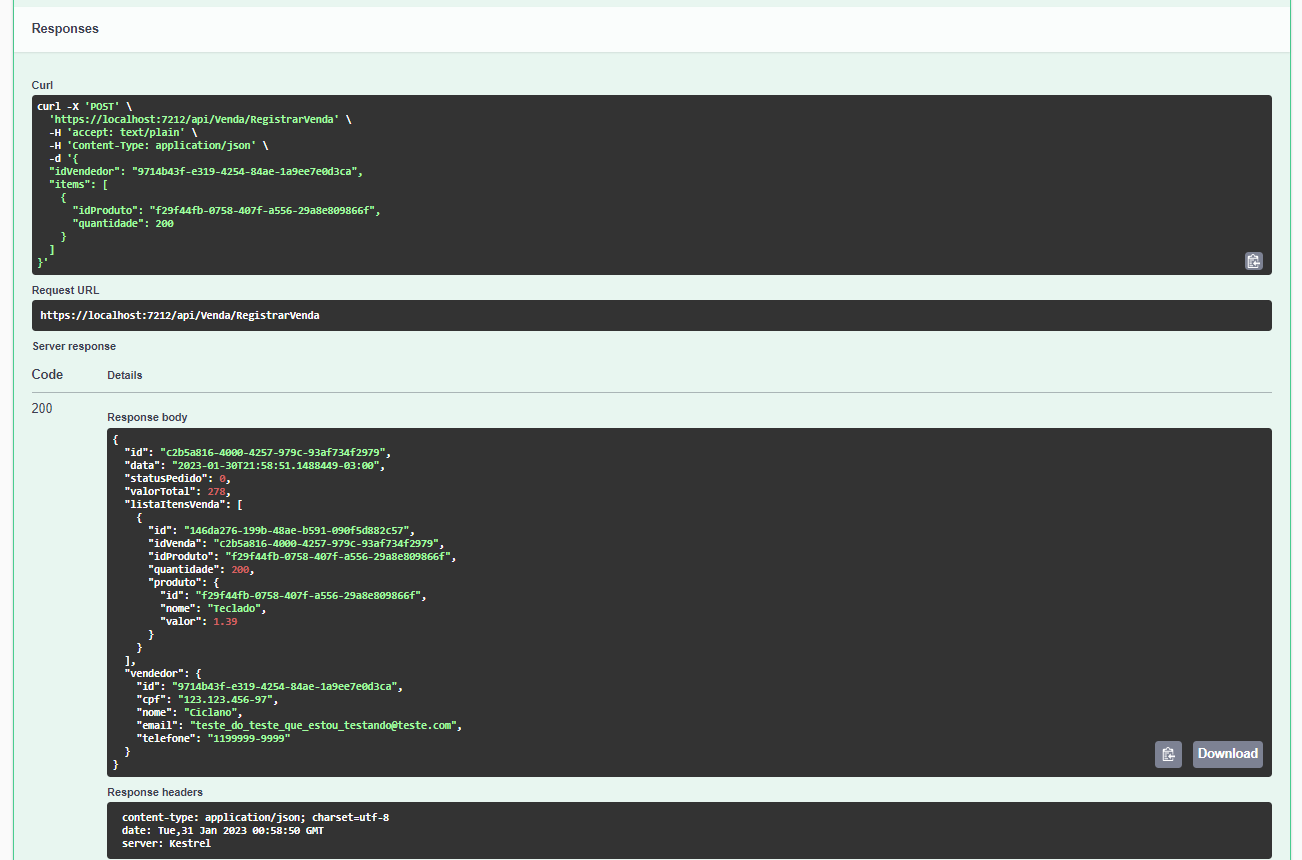 Responses
Curl
curl -X 'POST' \
  'https://localhost:7212/api/Venda/RegistrarVenda' \
  -H 'accept: text/plain' \
  -H 'Content-Type: application/json' \
  -d '{
  "idVendedor": "9714b43f-e319-4254-84ae-1a9ee7e0d3ca",
  "items": [
    {
      "idProduto": "f29f44fb-0758-407f-a556-29a8e809866f",
      "quantidade": 200
    }
  ]
}'
Request URL
https://localhost:7212/api/Venda/RegistrarVenda
Server response
Code Details
200
Response body
{
  "id": "c2b5a816-4000-4257-979c-93af734f2979",
  "data": "2023-01-30T21:58:51.1488449-03:00",
  "statusPedido": 0,
  "valorTotal": 278,
  "listaItensVenda": [
    {
      "id": "146da276-199b-48ae-b591-090f5d882c57",
      "idVenda": "c2b5a816-4000-4257-979c-93af734f2979",
      "idProduto": "f29f44fb-0758-407f-a556-29a8e809866f",
      "quantidade": 200,
      "produto": {
        "id": "f29f44fb-0758-407f-a556-29a8e809866f",
        "nome": "Teclado",
        "valor": 1.39
      }
    }
  ],
  "vendedor": {
    "id": "9714b43f-e319-4254-84ae-1a9ee7e0d3ca",
    "cpf": "123.123.456-97",
    "nome": "Ciclano",
    "email": "teste_do_teste_que_estou_testando@teste.com",
    "telefone": "1199999-9999"
  }
}
Download
Response headers
content-type: application/json; charset=utf-8
date: Tue,31 Jan 2023 00:58:50 GMT
server: Kestrel